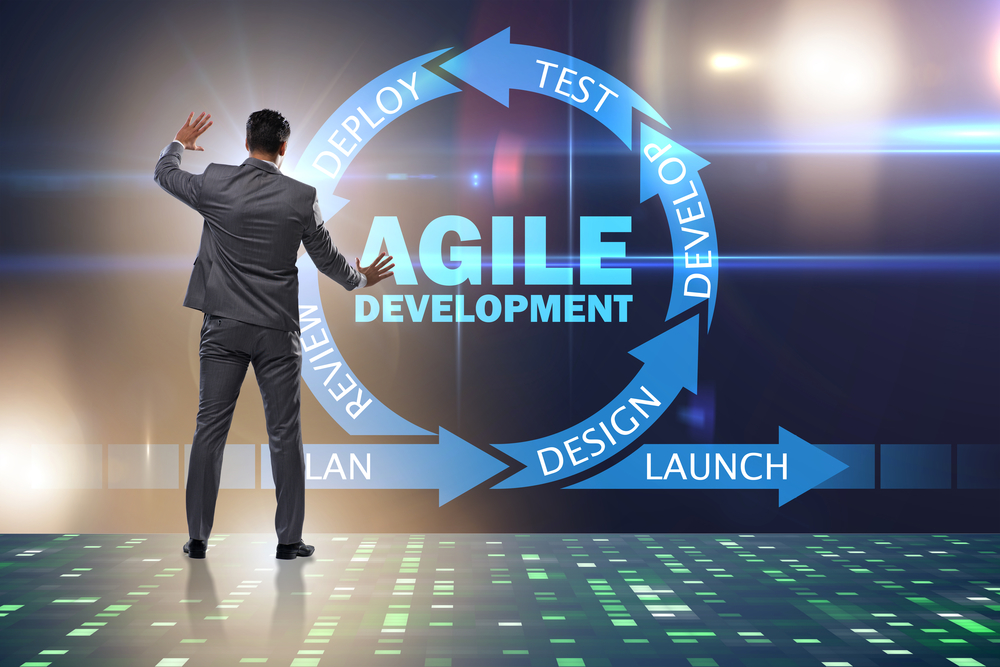 DEPLOY
TEST
DEVELOP
AGILE
DEVELOPMENT
REVIEW
DESIGN
LAN
LAUNCH